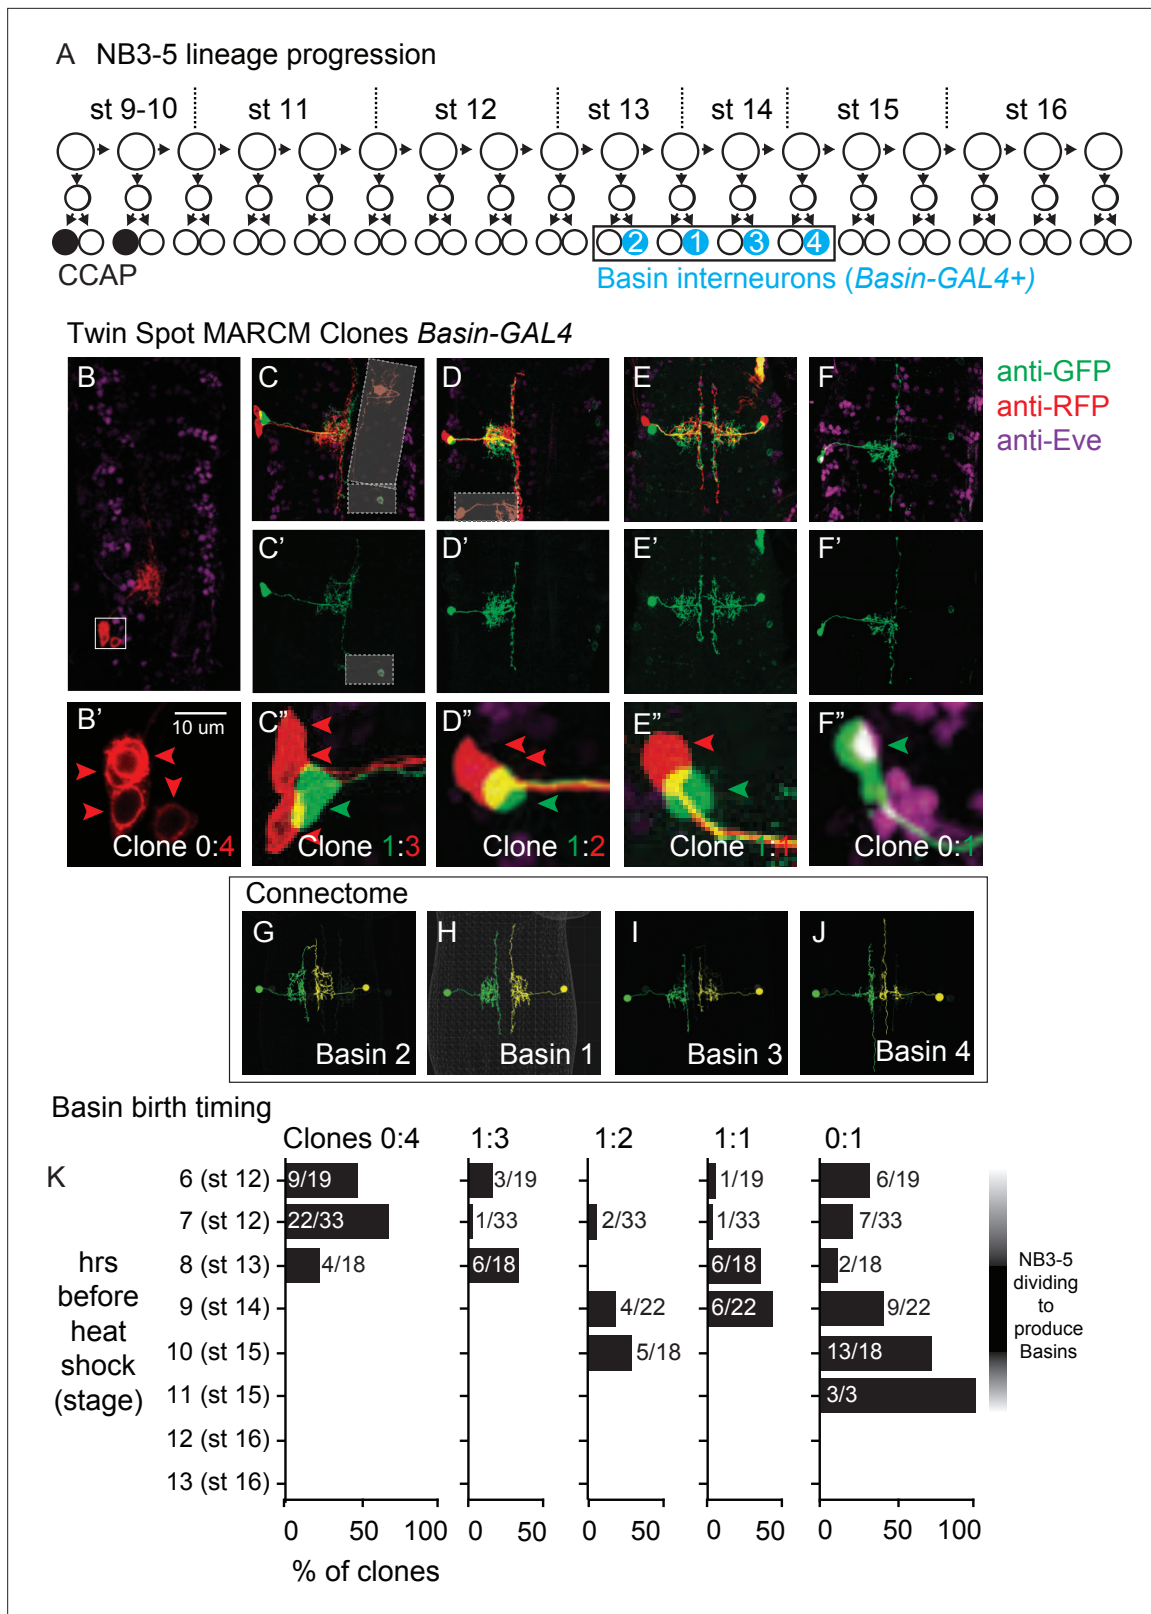 A NB3-5 lineage progression
st 9-10 st 11 st 12 st 13 st 14 st 15 st 16
2 1 3 4
CCAP
Basin interneurons (Basin-GAL4+)
Twin Spot MARCM Clones Basin-GAL4
B C D E F
anti-GFP
anti-RFP
anti-Eve
C' D' E' F'
B' 10 um C" D" E" F"
Clone 0:4 Clone 1:3 Clone 1:2 Clone 1:1 Clone 0:1
Connectome
G H I J
Basin 2 Basin 1 Basin 3 Basin 4
Basin birth timing
Clones 0:4 1:3 1:2 1:1 0:1
K
6 (st 12) 9/19 3/19 1/19 6/19
7 (st 12) 22/33 1/33 2/33 1/33 7/33
8 (st 13) 4/18 6/18 6/18 2/18
9 (st 14) 4/22 6/22 9/22
10 (st 15) 5/18 13/18
11 (st 15) 3/3
12 (st 16)
13 (st 16)
hrs
before
heat
shock
(stage)
NB3-5
dividing
to
produce
Basins
0 50 100 0 50 0 50 0 50 0 50 100
% of clones